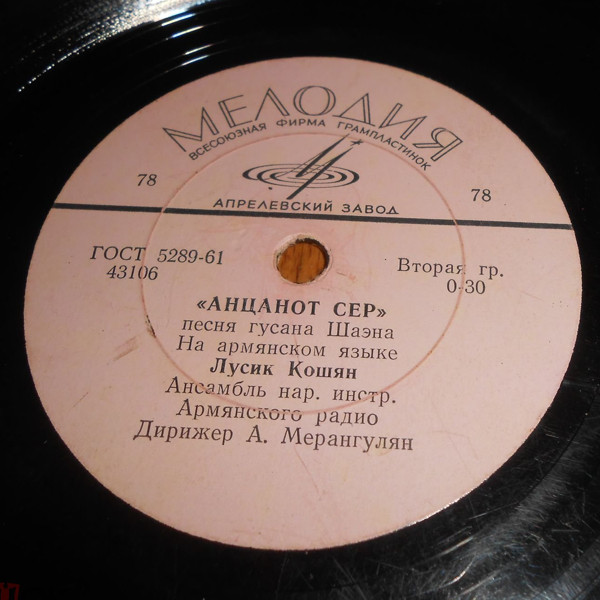 МЕЛОДИЯ
ВСЕСОЮЗНАЯ ФИРМА ГРАМПЛАСТИНОК
78
78
АПРЕЛЕВСКИЙ ЗАВОД
ГОСТ 5289-61
43106
Вторая гр.
0-30
«АНЦАНОТ СЕР»
песня гусана Шаэна
На армянском языке
Лусик Кошян
Ансамбль нар. инстр.
Армянского радио
Дирижер А. Мерангулян